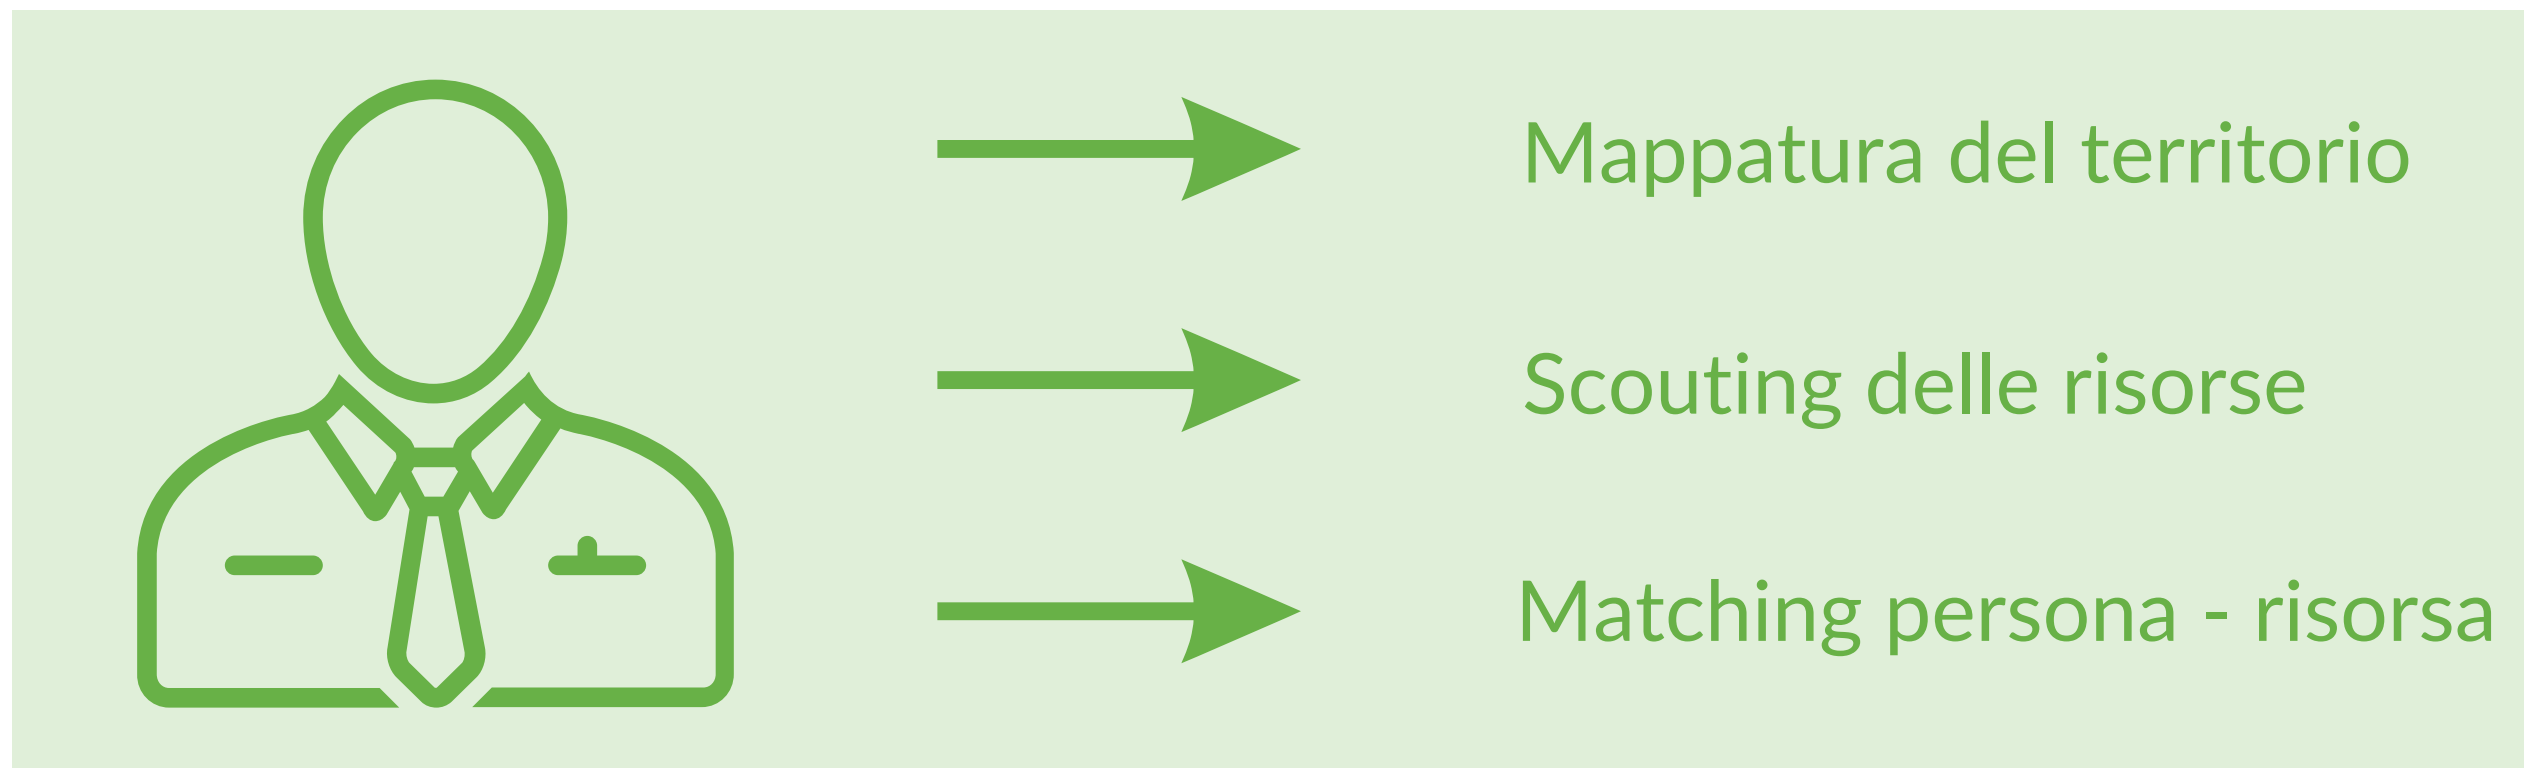 Mappatura del territorio
Scouting delle risorse
Matching persona - risorsa